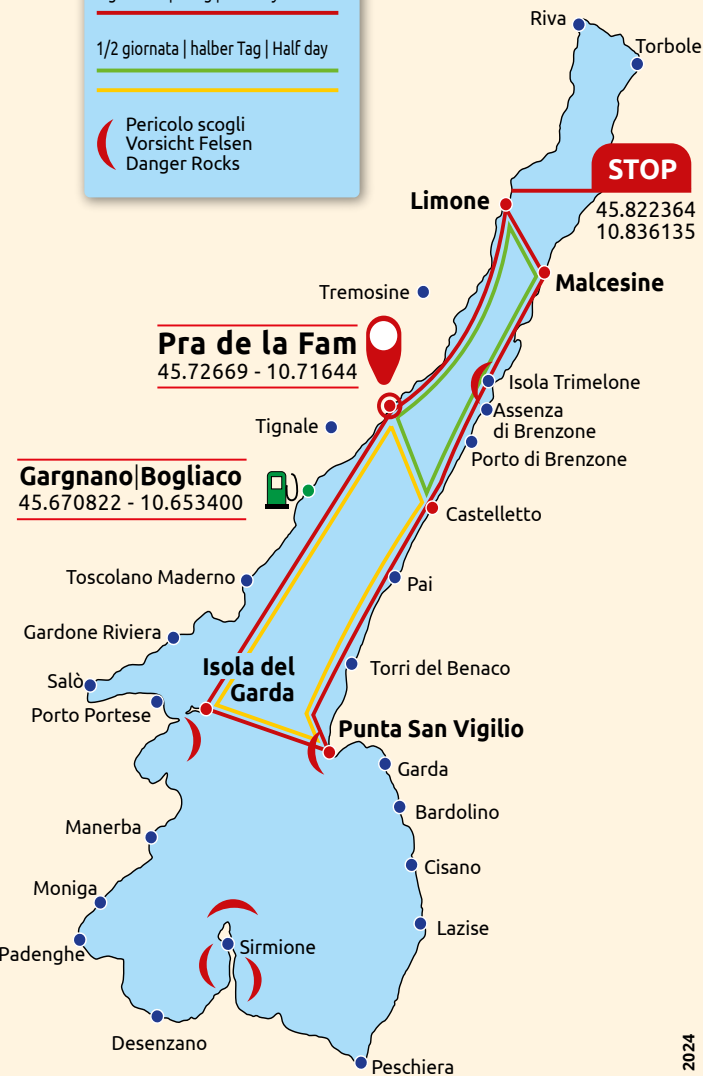 1/2 giornata | halber Tag | Half day
Pericolo scogli
Vorsicht Felsen
Danger Rocks
Riva
Torbole
STOP
45.822364
10.836135
Limone
Malcesine
Tremosine
Pra de la Fam
45.72669 - 10.71644
Isola Trimelone
Assenza
di Brenzone
Tignale
Porto di Brenzone
Gargnano|Bogliaco
45.670822 - 10.653400
Castelletto
Toscolano Maderno
Pai
Gardone Riviera
Isola del
Garda
Torri del Benaco
Salò
Porto Portese
Punta San Vigilio
Garda
Bardolino
Manerba
Cisano
Moniga
Lazise
Padenghe
Sirmione
Desenzano
Peschiera
2024